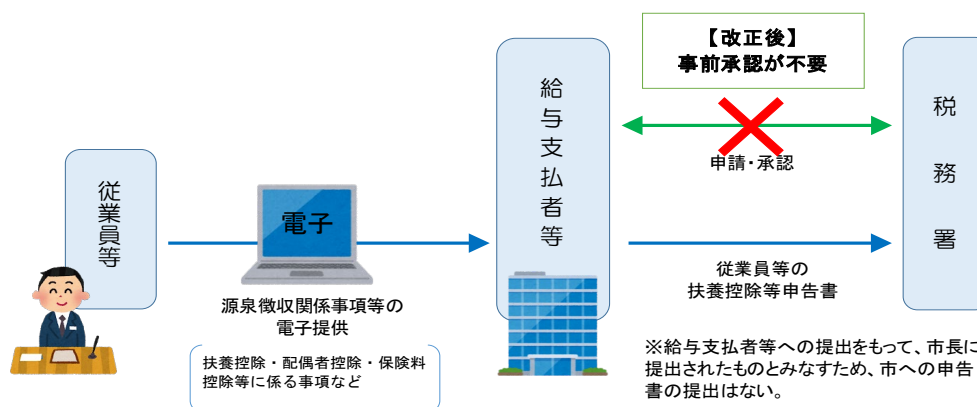 【改正後】
事前承認が不要
給与支払者等
税務署
申請・承認
従業員等
電子
源泉徴収関係事項等の
電子提供
扶養控除・配偶者控除・保険料
控除等に係る事項など
従業員等の
扶養控除等申告書
※給与支払者等への提出をもって、市長に
提出されたものとみなすため、市への申告
書の提出はない。